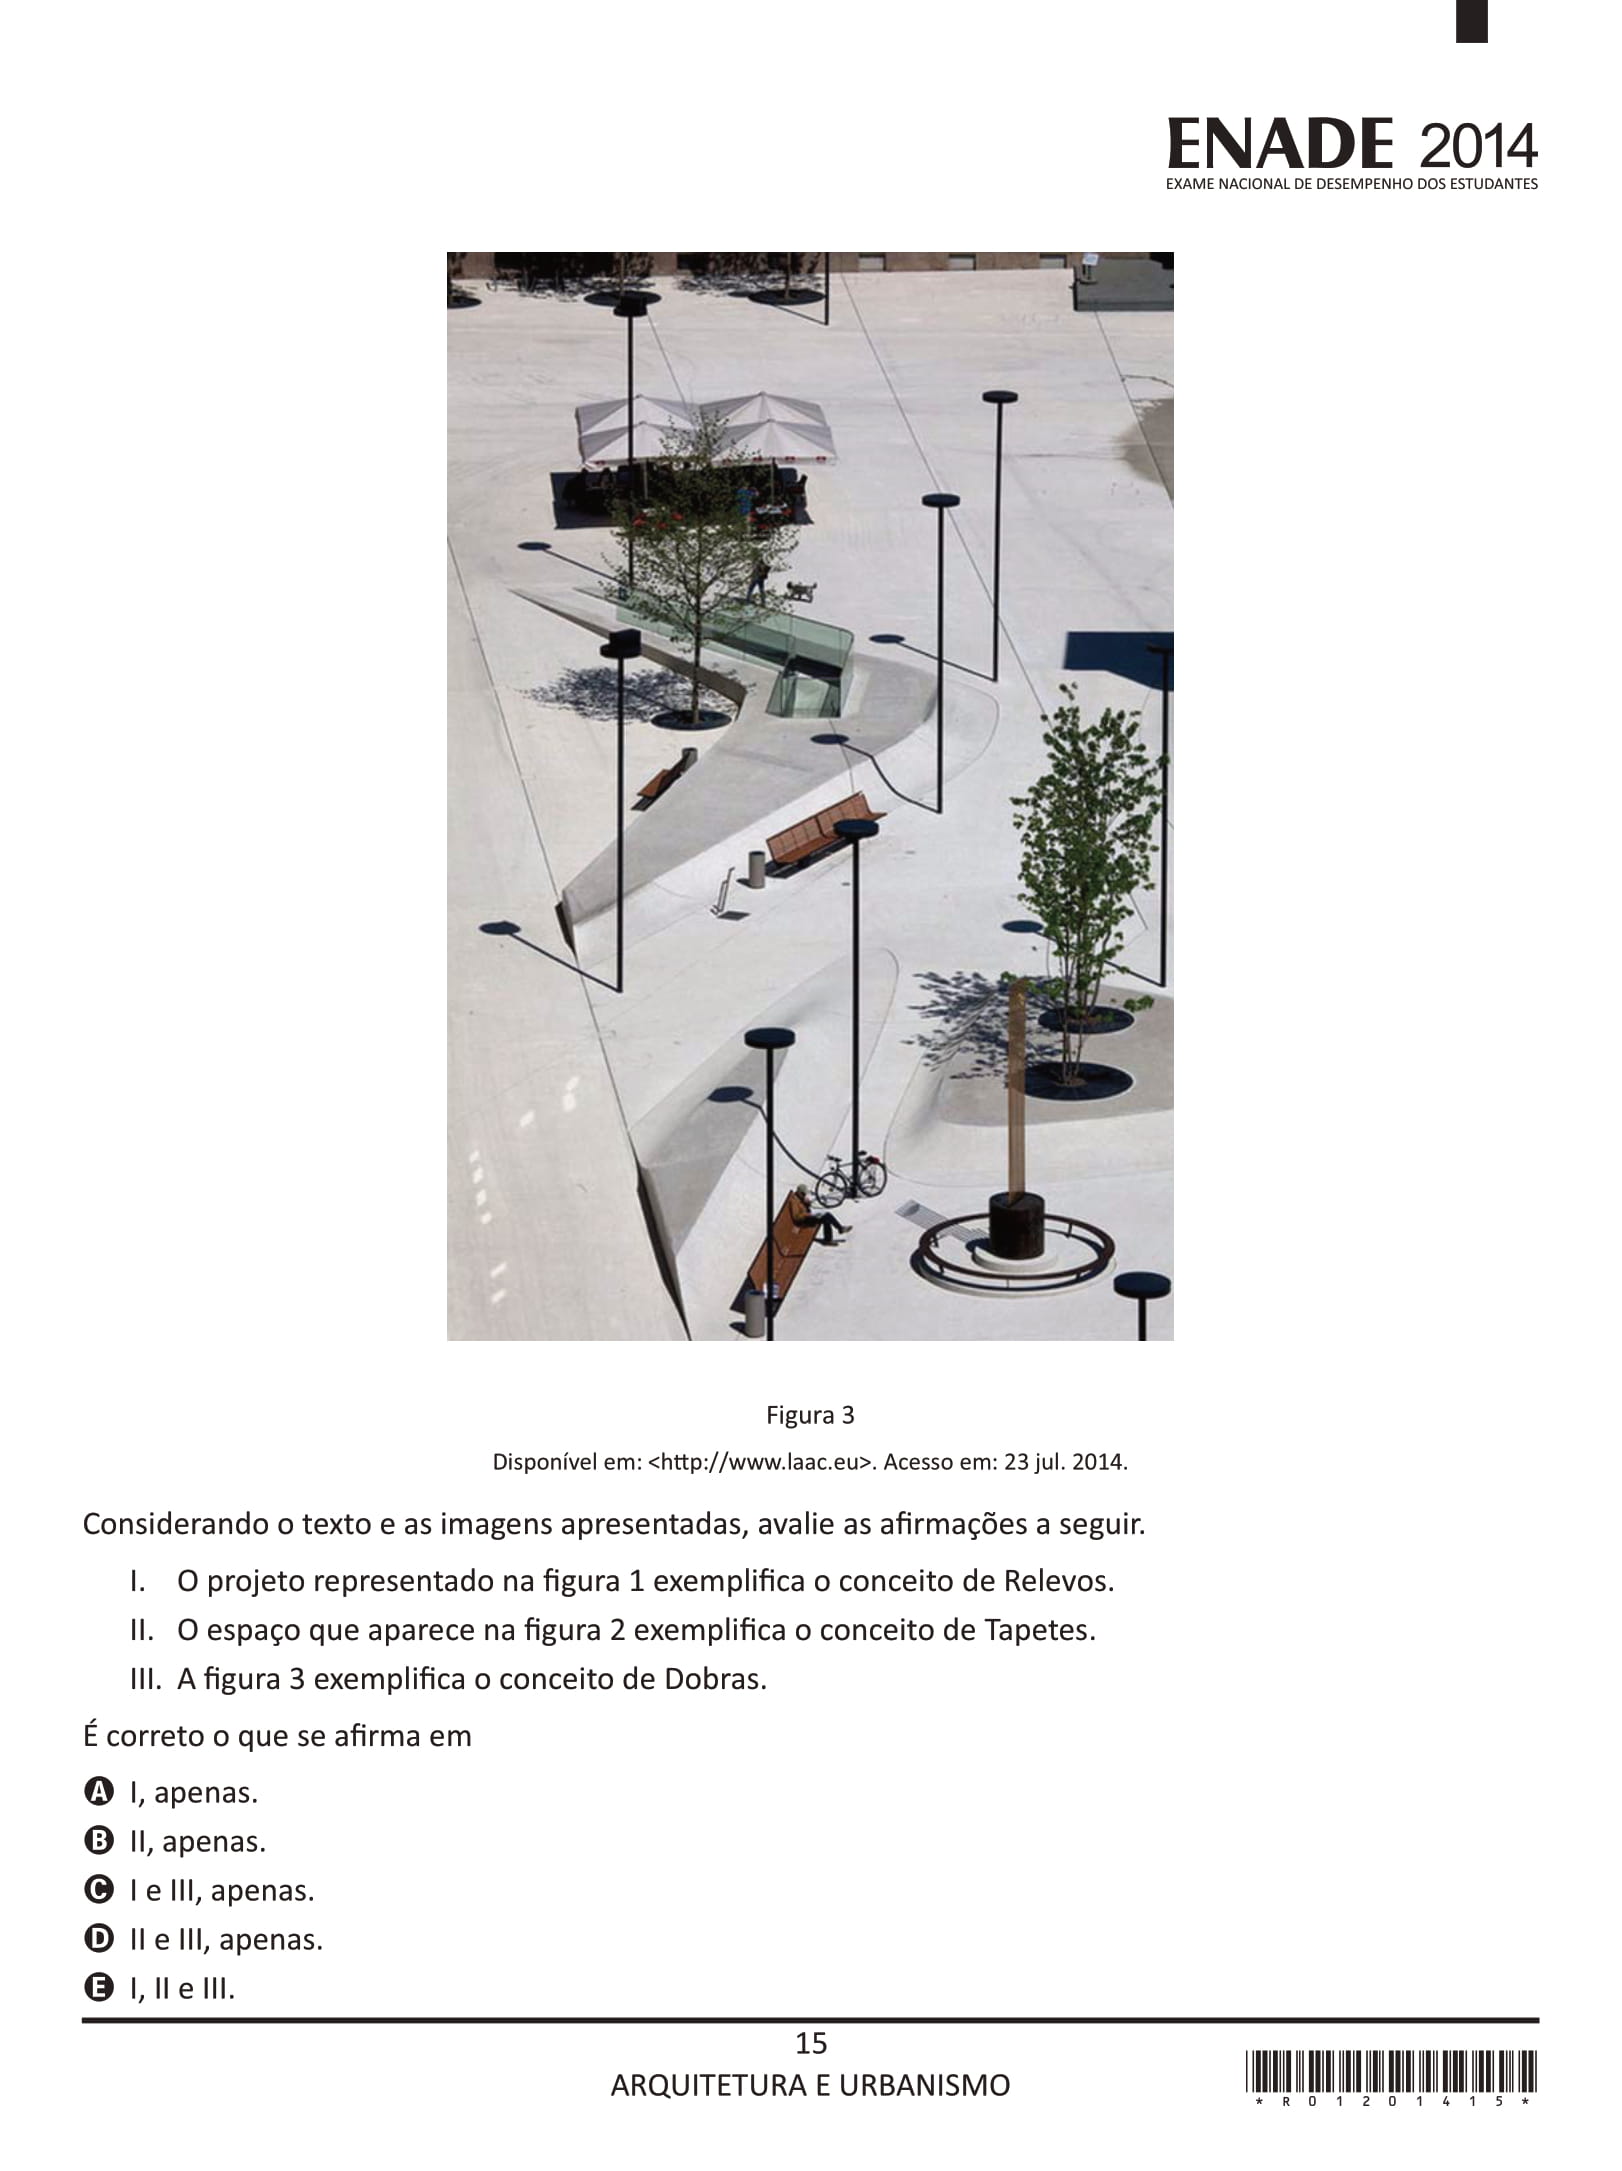 ENADE 2014
EXAME NACIONAL DE DESEMPENHO DOS ESTUDANTES
Figura 3
Disponível em: <http://www.laac.eu>. Acesso em: 23 jul. 2014.
Considerando o texto e as imagens apresentadas, avalie as afirmações a seguir.
I. O projeto representado na figura 1 exemplifica o conceito de Relevos.
II. O espaço que aparece na figura 2 exemplifica o conceito de Tapetes.
III. A figura 3 exemplifica o conceito de Dobras.
É correto o que se afirma em
A I, apenas.
B II, apenas.
C I e III, apenas.
D II e III, apenas.
E I, II e III.
15
ARQUITETURA E URBANISMO
* R 0 1 2 0 1 4 1 5 *